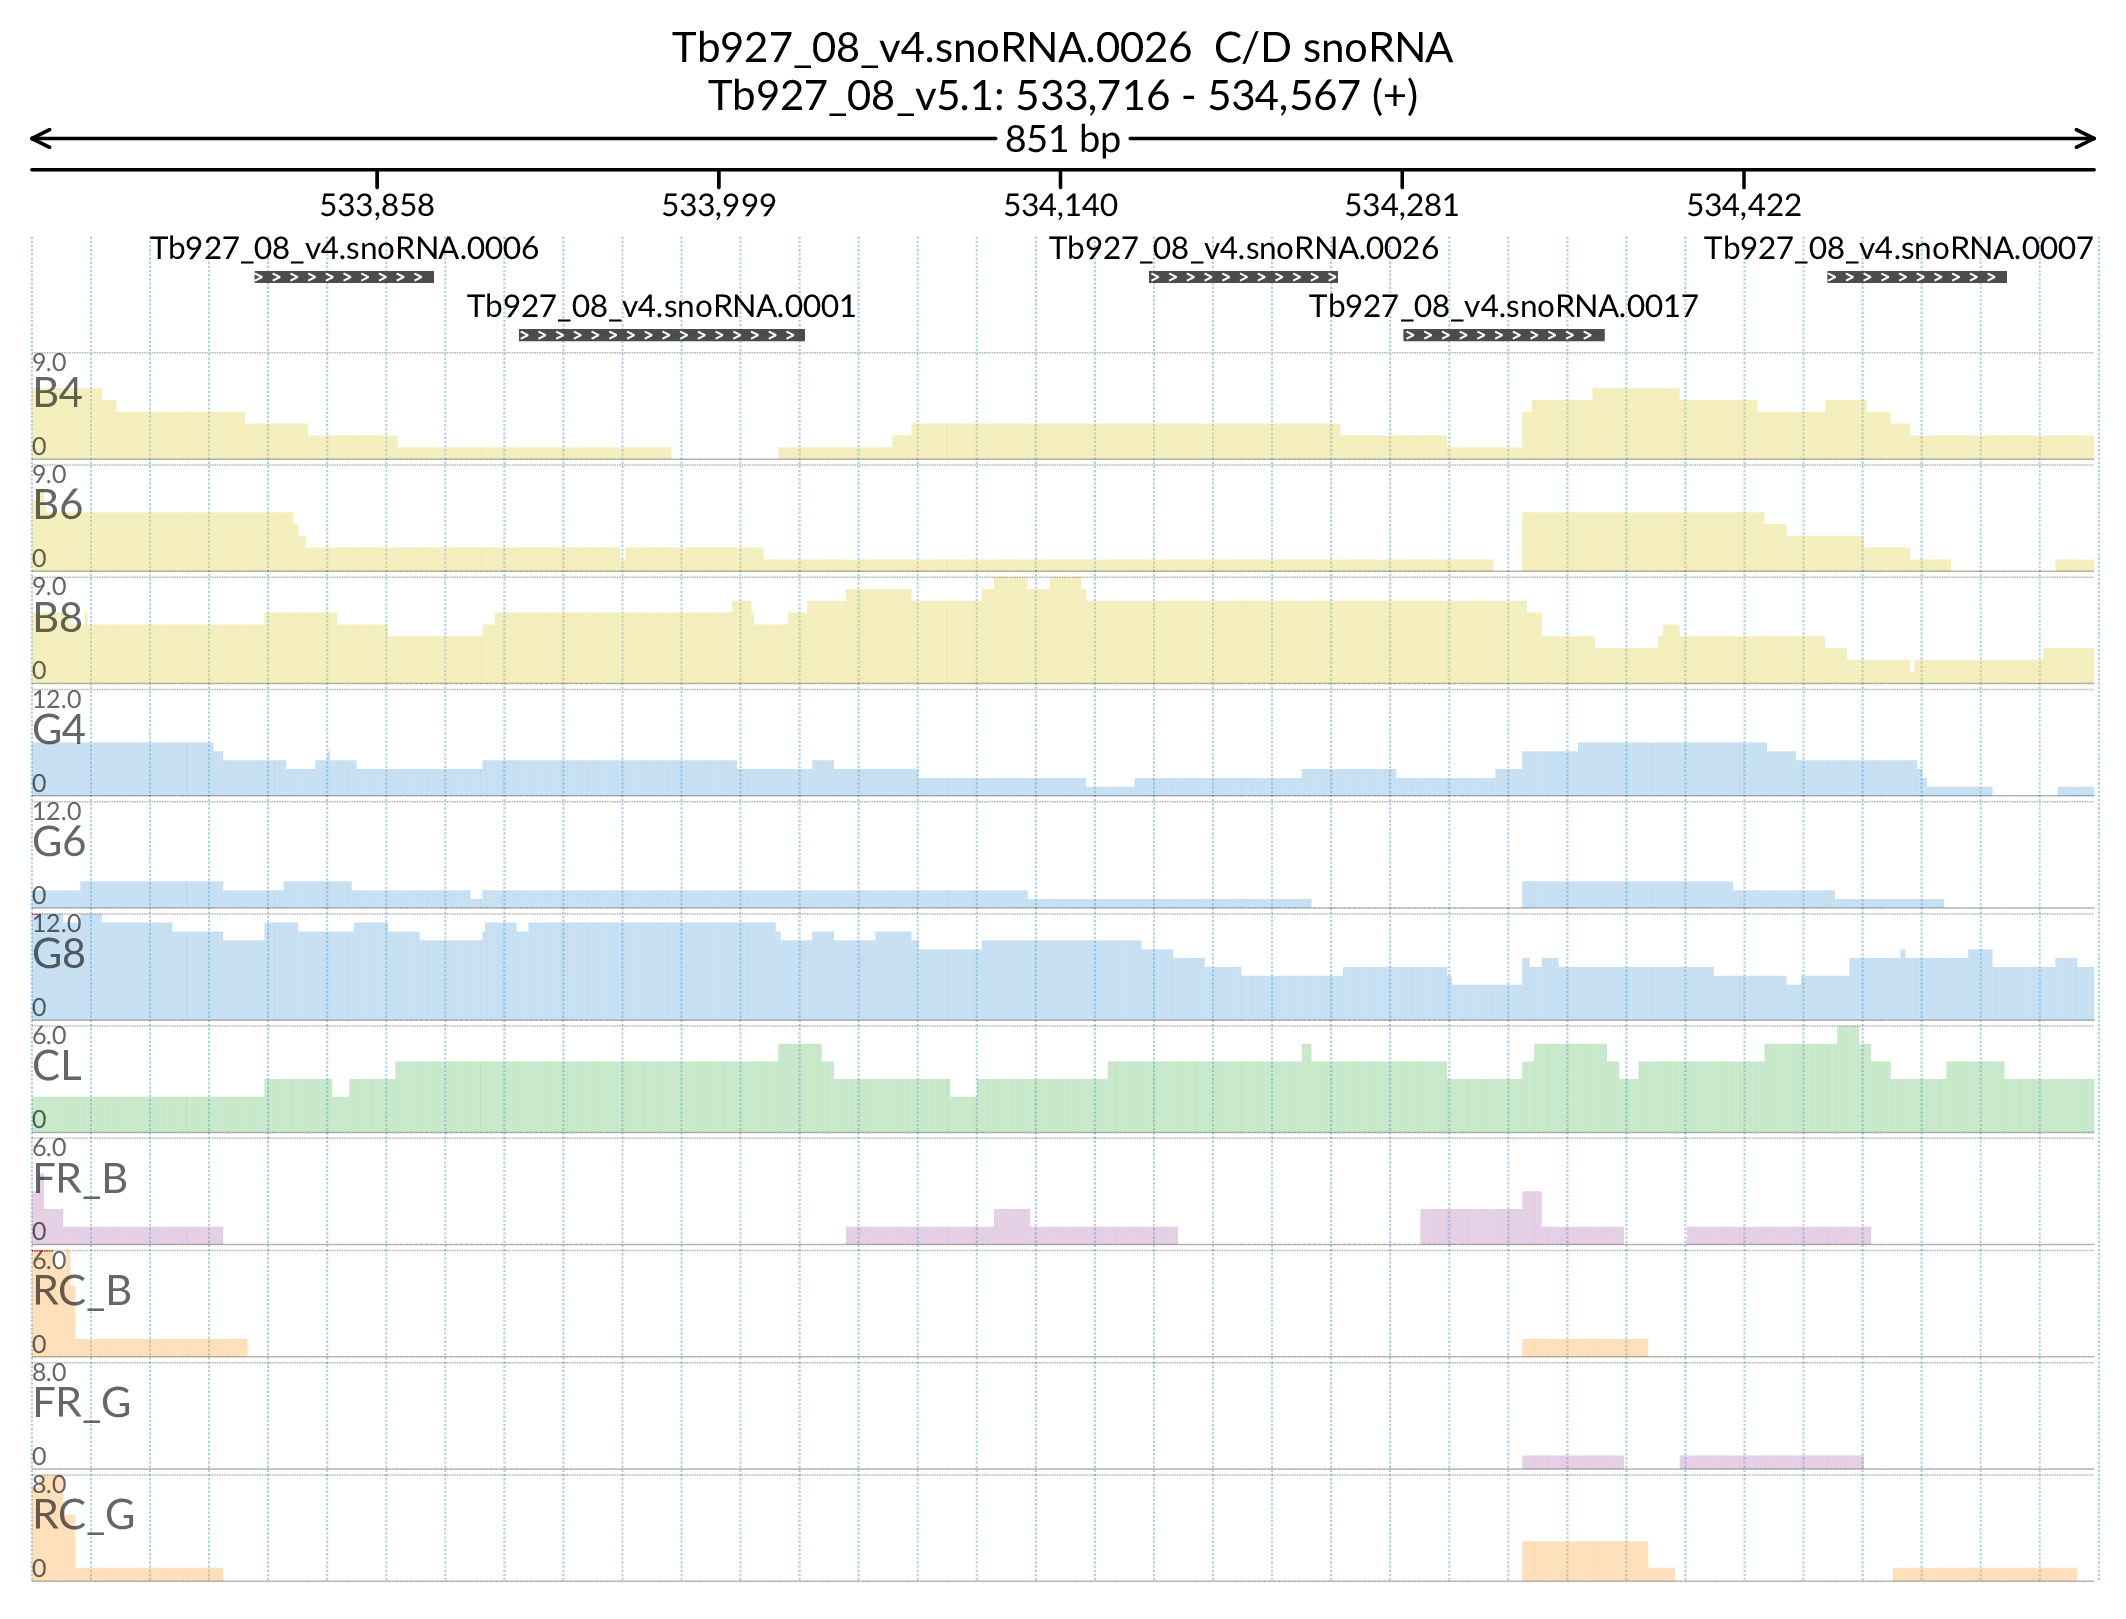 Tb927_08_v4.snoRNA.0026  C/D snoRNA
Tb927_08_v5.1: 533,716 - 534,567 (+)
851 bp
533,858 533,999 534,140 534,281 534,422
Tb927_08_v4.snoRNA.0006 Tb927_08_v4.snoRNA.0026 Tb927_08_v4.snoRNA.0007
Tb927_08_v4.snoRNA.0001 Tb927_08_v4.snoRNA.0017
9.0
B4
0
9.0
B6
0
9.0
B8
0
12.0
G4
0
12.0
G6
0
12.0
G8
0
6.0
CL
0
6.0
FR_B
0
6.0
RC_B
0
8.0
FR_G
0
8.0
RC_G
0